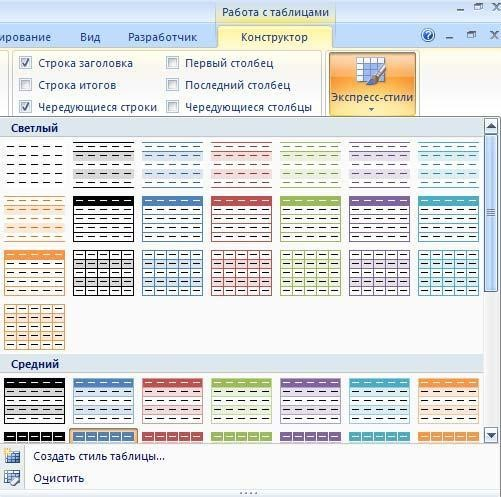 Работа с таблицами
ирование Вид Разработчик Конструктор
Строка заголовка Первый столбец
Строка итогов Последний столбец
Чередующиеся строки Чередующиеся столбцы
Экспресс-стили
Светлый
Средний
Создать стиль таблицы...
Очистить